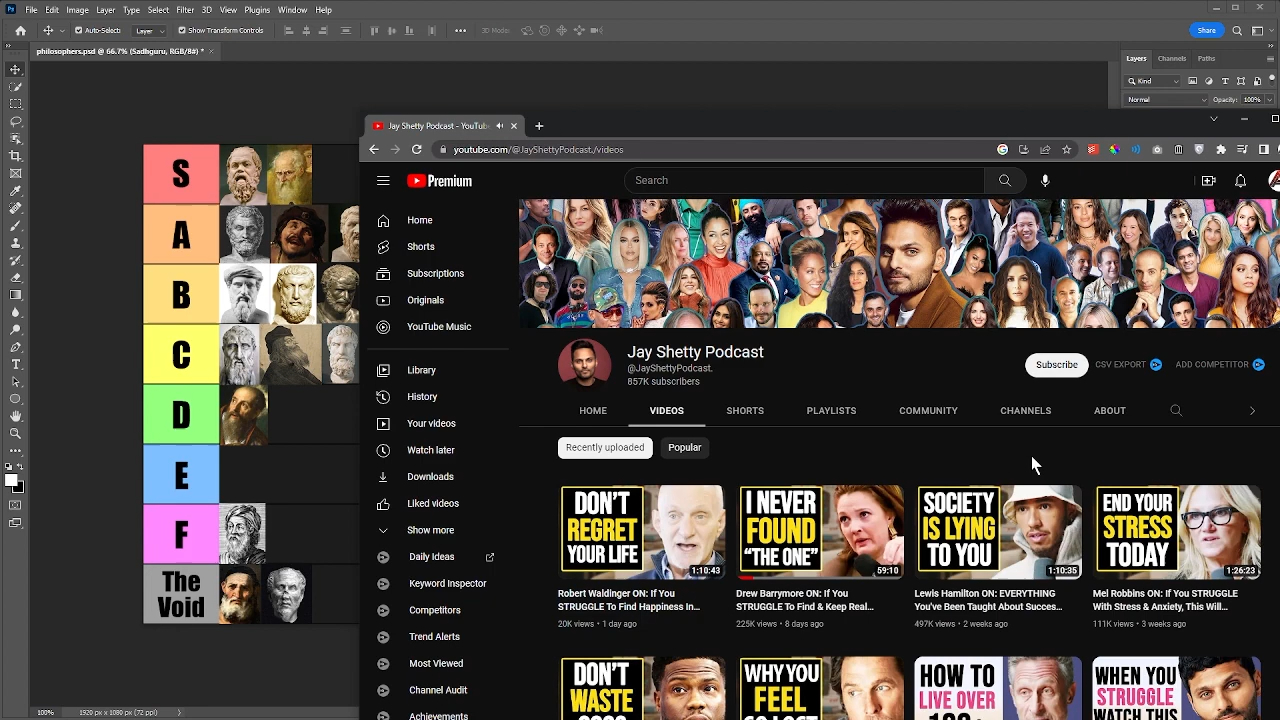 Ps File Edit Image Layer Type Select Filter 3D View Plugins Window Help
Auto-Select: Layer Show Transform Controls 3D Mode: Share
philosophers.psd @ 66.7% (Sadhguru, RGB/8#) *
Layers Channels Paths
Kind
Normal Opacity: 100%
S
A
B
C
D
E
F
The
Void
100% 1920 px x 1080 px (72 ppi)
Jay Shetty Podcast - YouTub
youtube.com/@JayShettyPodcast./videos
Premium
Search
Home
Shorts
Subscriptions
Originals
YouTube Music
Library
History
Your videos
Watch later
Downloads
Liked videos
Show more
Daily Ideas
Keyword Inspector
Competitors
Trend Alerts
Most Viewed
Channel Audit
Achievements
Jay Shetty Podcast
@JayShettyPodcast.
857K subscribers
Subscribe CSV EXPORT ADD COMPETITOR
HOME VIDEOS SHORTS PLAYLISTS COMMUNITY CHANNELS ABOUT
Recently uploaded Popular
DON'T
REGRET
YOUR LIFE
1:10:43
Robert Waldinger ON: If You
STRUGGLE To Find Happiness In...
20K views • 1 day ago
I NEVER
FOUND
"THE ONE"
59:10
Drew Barrymore ON: If You
STRUGGLE To Find & Keep Real...
225K views • 8 days ago
SOCIETY
IS LYING
TO YOU
1:10:35
Lewis Hamilton ON: EVERYTHING
You've Been Taught About Succes...
497K views • 2 weeks ago
END YOUR
STRESS
TODAY
1:26:23
Mel Robbins ON: If You STRUGGLE
With Stress & Anxiety, This Will...
111K views • 3 weeks ago
DON'T
WASTE
WHY YOU
FEEL
HOW TO
LIVE OVER
WHEN YOU
STRUGGLE
WATCH THIS